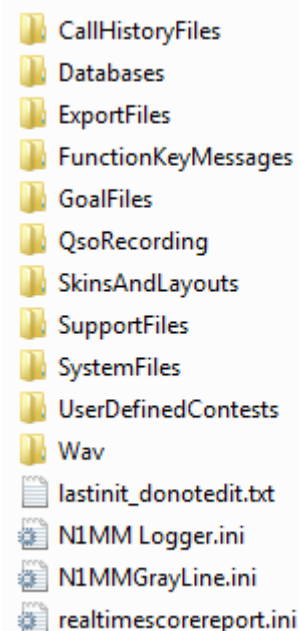 CallHistoryFiles
Databases
ExportFiles
FunctionKeyMessages
GoalFiles
QsoRecording
SkinsAndLayouts
SupportFiles
SystemFiles
UserDefinedContests
Wav
lastinit_donotedit.txt
N1MM Logger.ini
N1MMGrayLine.ini
realtimescorereport.ini